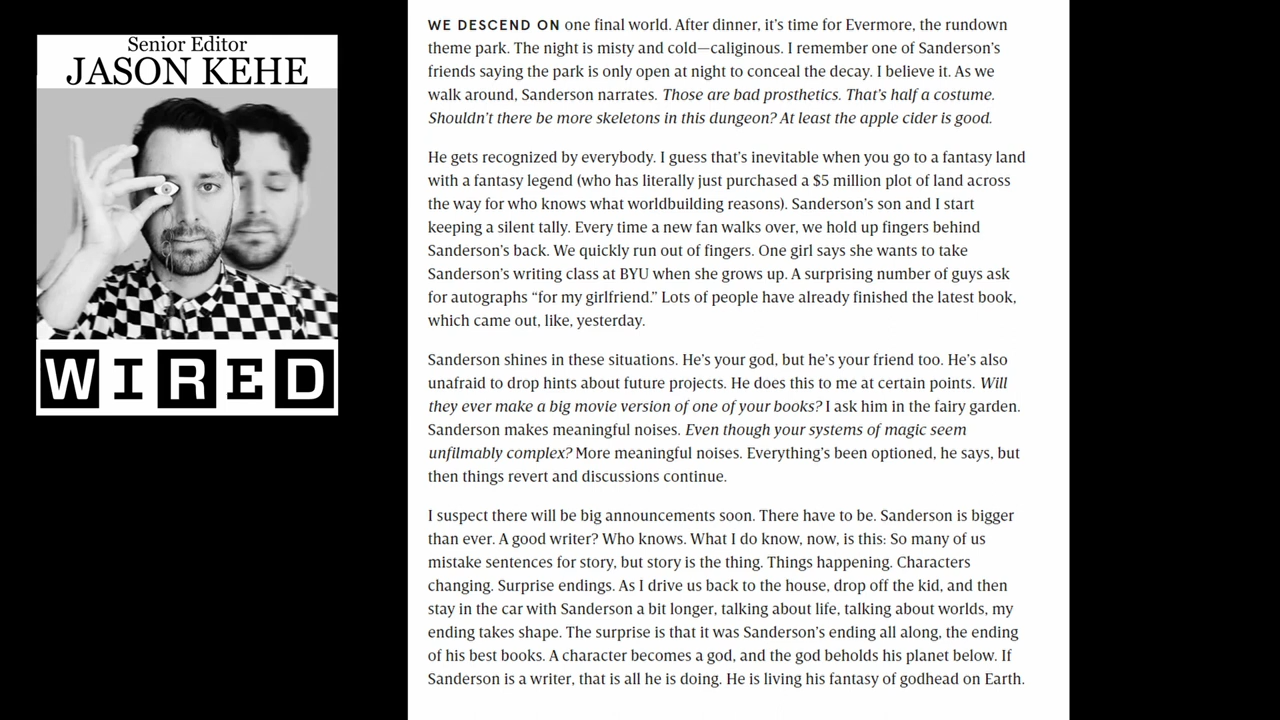 Senior Editor
JASON KEHE
WIRED
WE DESCEND ON one final world. After dinner, it’s time for Evermore, the rundown
theme park. The night is misty and cold—caliginous. I remember one of Sanderson’s
friends saying the park is only open at night to conceal the decay. I believe it. As we
walk around, Sanderson narrates. Those are bad prosthetics. That’s half a costume.
Shouldn’t there be more skeletons in this dungeon? At least the apple cider is good.
He gets recognized by everybody. I guess that’s inevitable when you go to a fantasy land
with a fantasy legend (who has literally just purchased a $5 million plot of land across
the way for who knows what worldbuilding reasons). Sanderson’s son and I start
keeping a silent tally. Every time a new fan walks over, we hold up fingers behind
Sanderson’s back. We quickly run out of fingers. One girl says she wants to take
Sanderson’s writing class at BYU when she grows up. A surprising number of guys ask
for autographs “for my girlfriend.” Lots of people have already finished the latest book,
which came out, like, yesterday.
Sanderson shines in these situations. He’s your god, but he’s your friend too. He’s also
unafraid to drop hints about future projects. He does this to me at certain points. Will
they ever make a big movie version of one of your books? I ask him in the fairy garden.
Sanderson makes meaningful noises. Even though your systems of magic seem
unfilmably complex? More meaningful noises. Everything’s been optioned, he says, but
then things revert and discussions continue.
I suspect there will be big announcements soon. There have to be. Sanderson is bigger
than ever. A good writer? Who knows. What I do know, now, is this: So many of us
mistake sentences for story, but story is the thing. Things happening. Characters
changing. Surprise endings. As I drive us back to the house, drop off the kid, and then
stay in the car with Sanderson a bit longer, talking about life, talking about worlds, my
ending takes shape. The surprise is that it was Sanderson’s ending all along, the ending
of his best books. A character becomes a god, and the god beholds his planet below. If
Sanderson is a writer, that is all he is doing. He is living his fantasy of godhead on Earth.